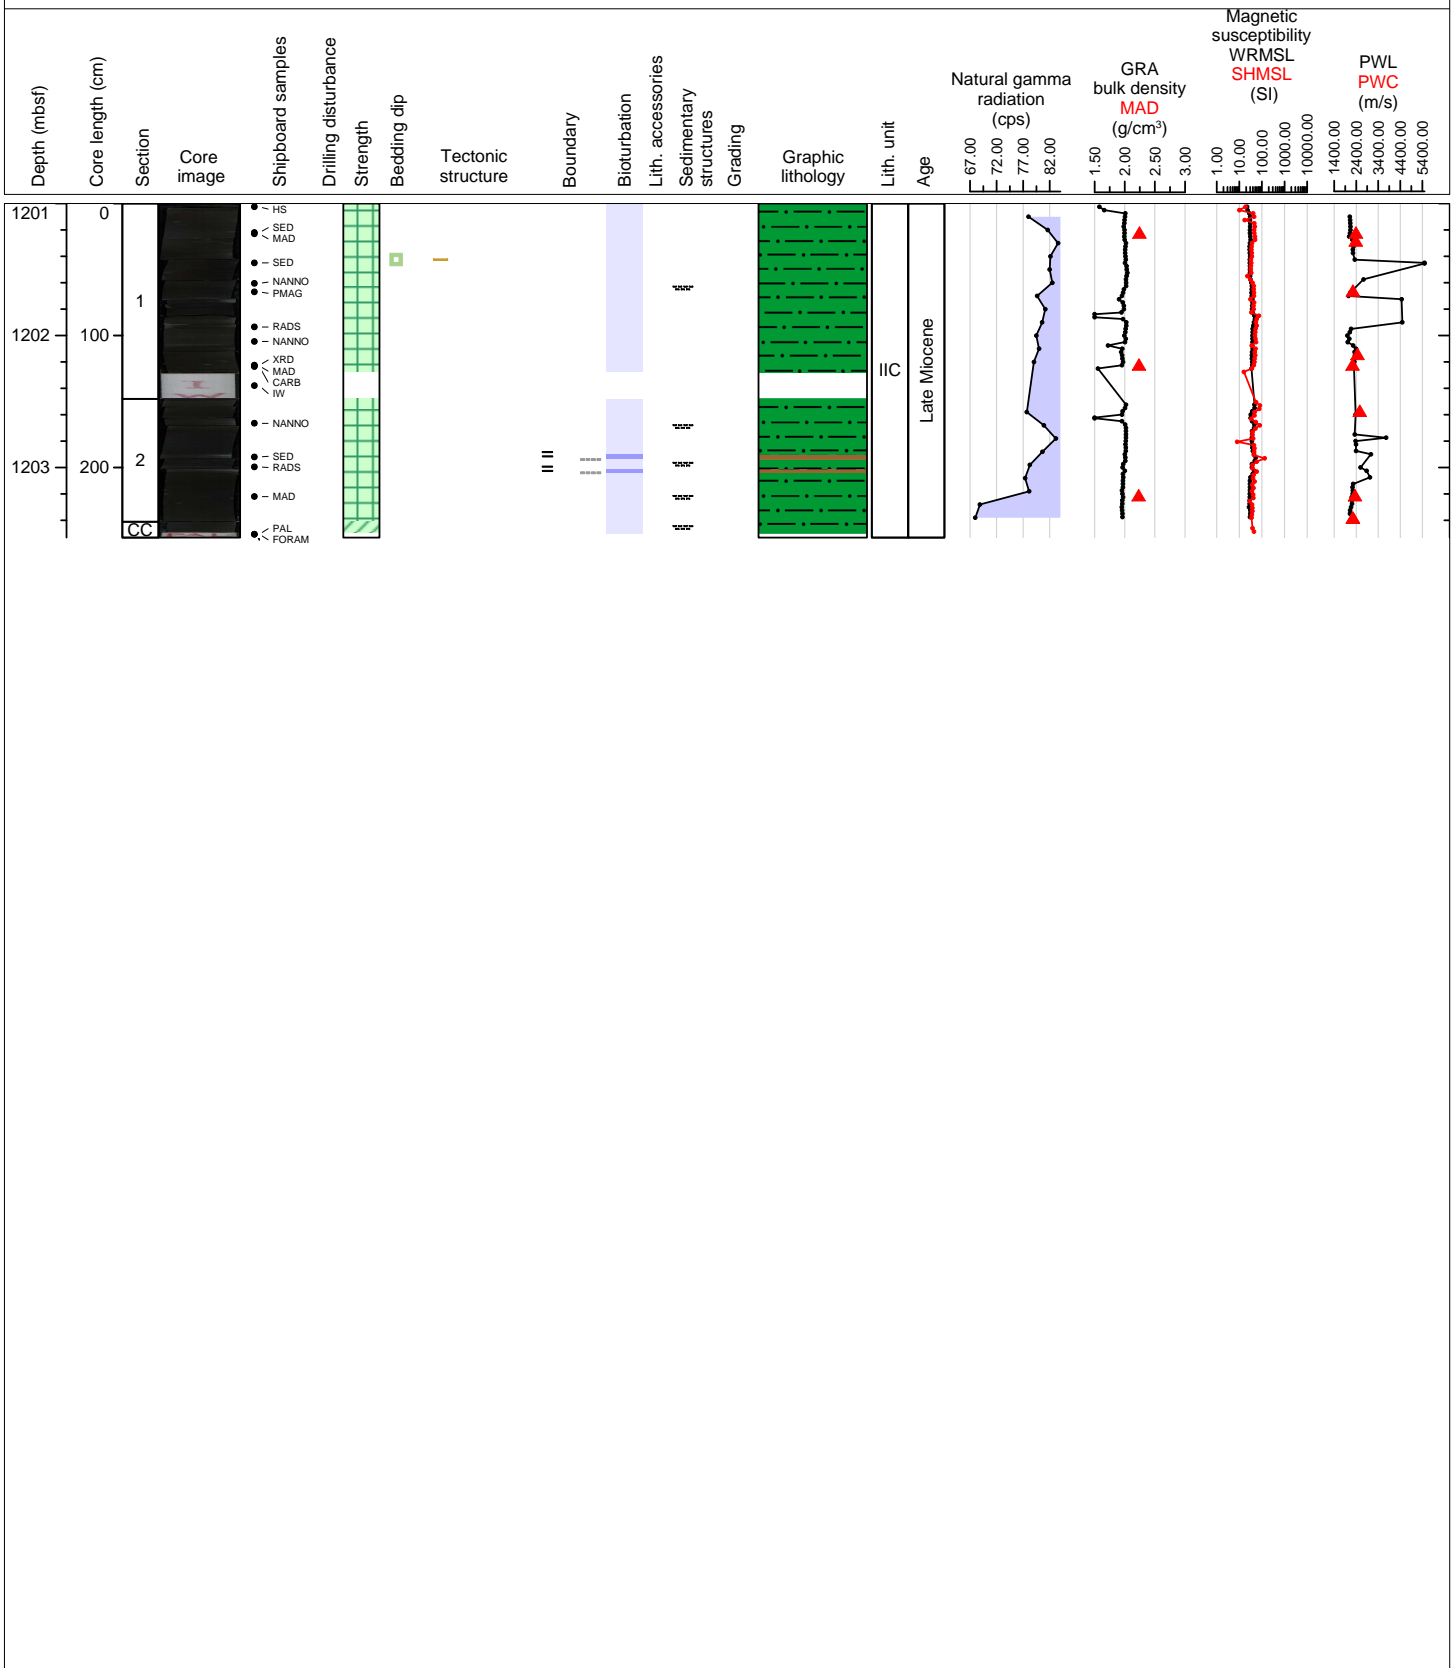 Depth (mbsf)
Core length (cm)
Section
Core
image
Shipboard samples
Drilling disturbance
Strength
Bedding dip
Tectonic
structure
Boundary
Bioturbation
Lith. accessories
Sedimentary
structures
Grading
Graphic
lithology
Lith. unit
Age
Natural gamma
radiation
(cps)
67.00
72.00
77.00
82.00
GRA
bulk density
MAD
(g/cm³)
1.50
2.00
2.50
3.00
Magnetic
susceptibility
WRMSL
SHMSL
(SI)
1.00
10.00
100.00
1000.00
10000.00
PWL
PWC
(m/s)
1400.00
2400.00
3400.00
4400.00
5400.00
1201
1202
1203
0
100
200
1
2
CC
HS
SED
MAD
SED
NANNO
PMAG
RADS
NANNO
XRD
MAD
CARB
IW
NANNO
SED
RADS
MAD
PAL
FORAM
IIC
Late Miocene